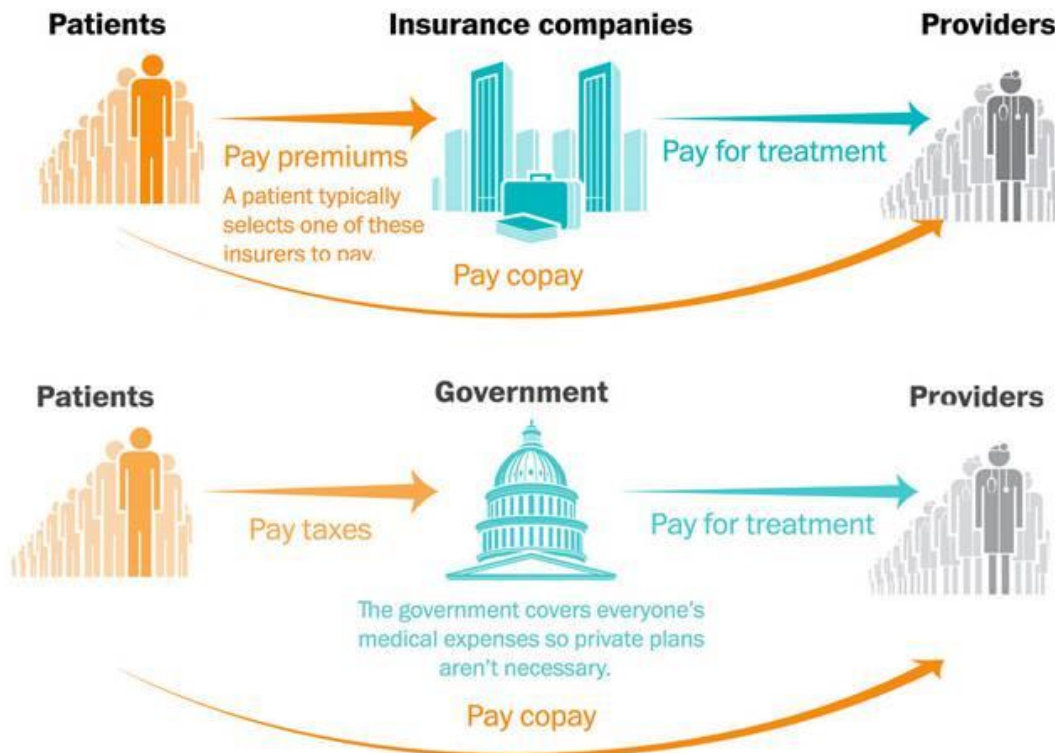 Patients
Insurance companies
Providers
Pay premiums
A patient typically
selects one of these
insurers to pay.
Pay for treatment
Pay copay
Patients
Government
Providers
Pay taxes
Pay for treatment
The government covers everyone's
medical expenses so private plans
aren't necessary.
Pay copay